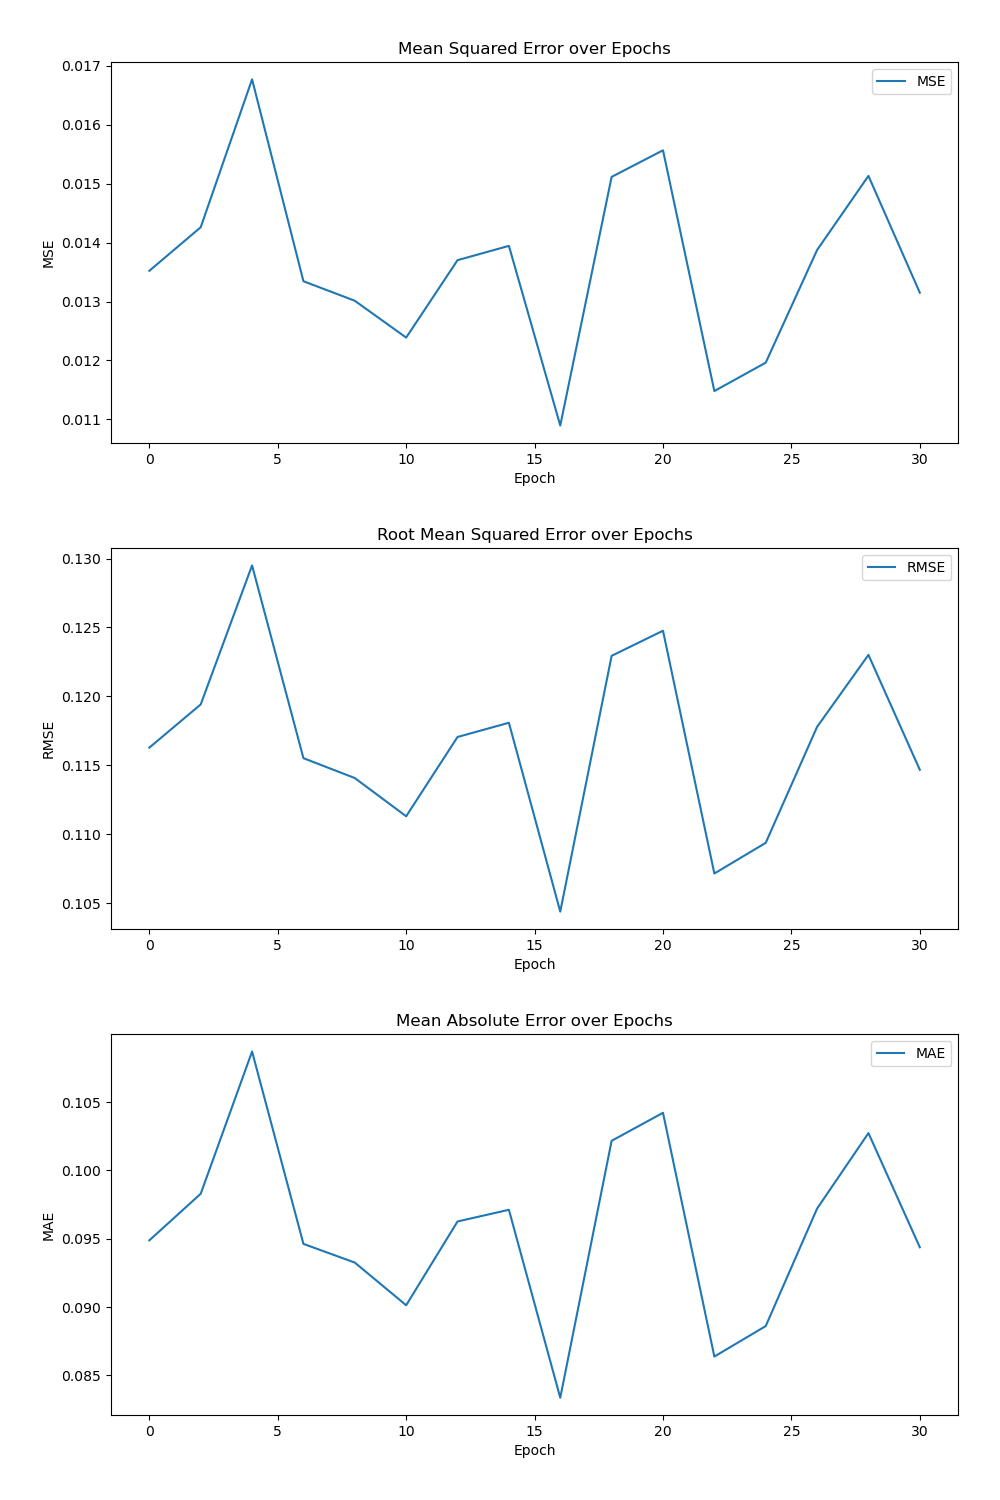 Mean Squared Error over Epochs
MSE
0.017
0.016
0.015
0.014
0.013
0.012
0.011
MSE
0 5 10 15 20 25 30
Epoch
Root Mean Squared Error over Epochs
RMSE
0.130
0.125
0.120
0.115
0.110
0.105
RMSE
0 5 10 15 20 25 30
Epoch
Mean Absolute Error over Epochs
MAE
0.105
0.100
0.095
0.090
0.085
MAE
0 5 10 15 20 25 30
Epoch